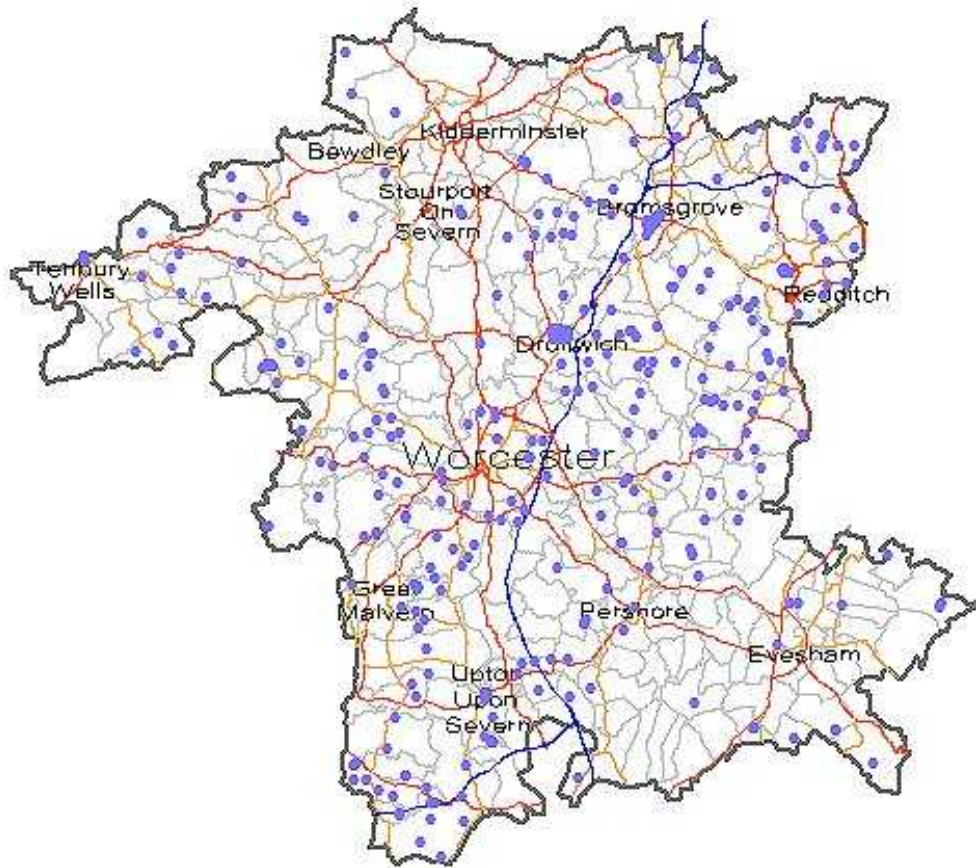 Kidderminster
Bewdley
Stourport
On
Severn
Bromsgrove
Tenbury
Wells
Redditch
Droitwich
Worcester
Great
Malvern
Pershore
Evesham
Upton
Upon
Severn